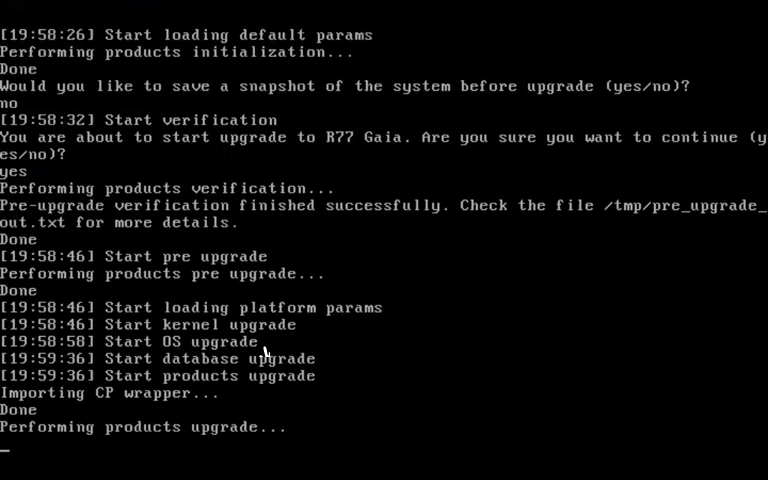 [19:58:26] Start loading default params
Performing products initialization...
Done
Would you like to save a snapshot of the system before upgrade (yes/no)?
no
[19:58:32] Start verification
You are about to start upgrade to R77 Gaia. Are you sure you want to continue (y
es/no)?
yes
Performing products verification...
Pre-upgrade verification finished successfully. Check the file /tmp/pre_upgrade_
out.txt for more details.
Done
[19:58:46] Start pre upgrade
Performing products pre upgrade...
Done
[19:58:46] Start loading platform params
[19:58:46] Start kernel upgrade
[19:58:58] Start OS upgrade
[19:59:36] Start database upgrade
[19:59:36] Start products upgrade
Importing CP wrapper...
Done
Performing products upgrade...